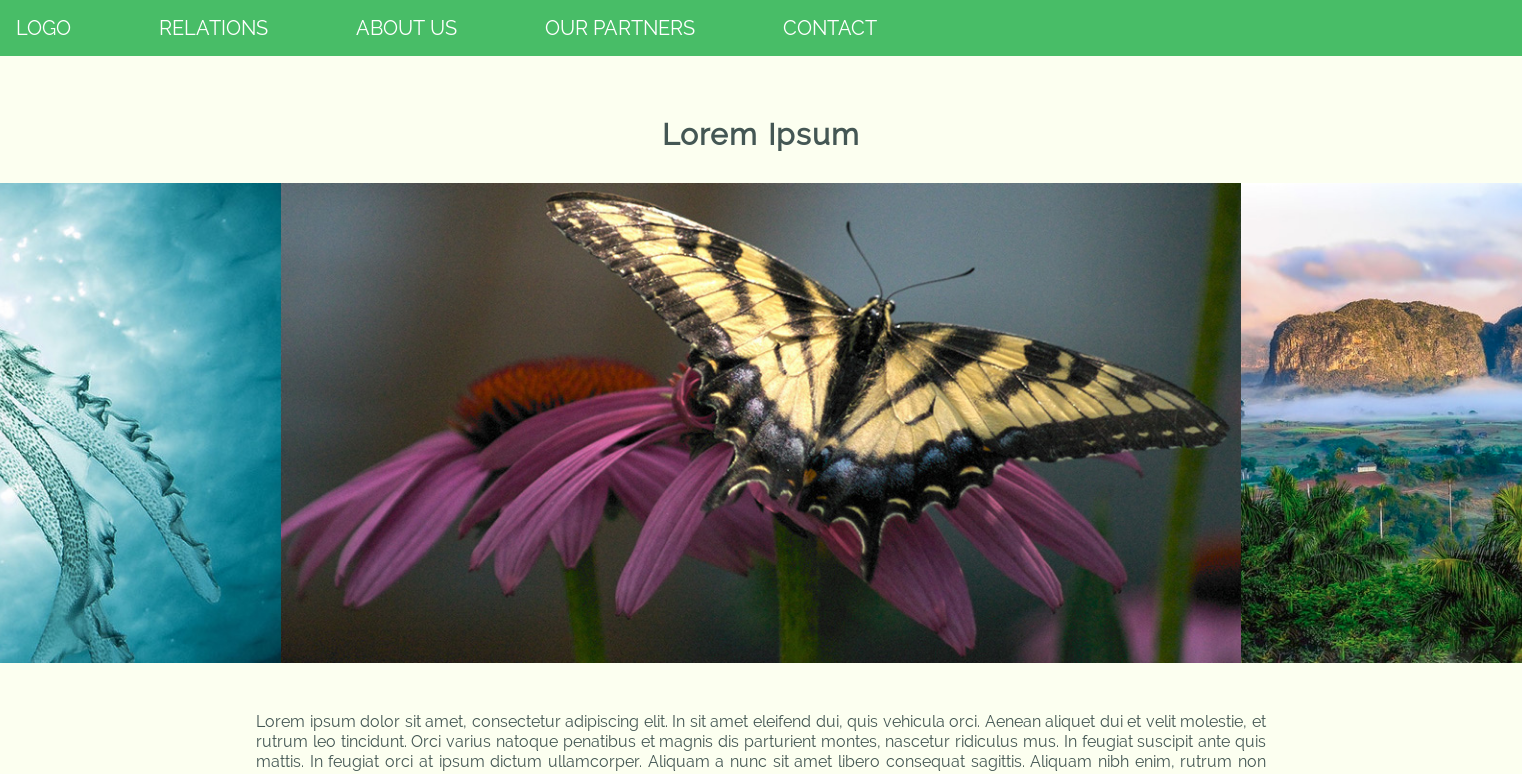 LOGO RELATIONS ABOUT US OUR PARTNERS CONTACT
Lorem Ipsum
Lorem ipsum dolor sit amet, consectetur adipiscing elit. In sit amet eleifend dui, quis vehicula orci. Aenean aliquet dui et velit molestie, et
rutrum leo tincidunt. Orci varius natoque penatibus et magnis dis parturient montes, nascetur ridiculus mus. In feugiat suscipit ante quis
mattis. In feugiat orci at ipsum dictum ullamcorper. Aliquam a nunc sit amet libero consequat sagittis. Aliquam nibh enim, rutrum non